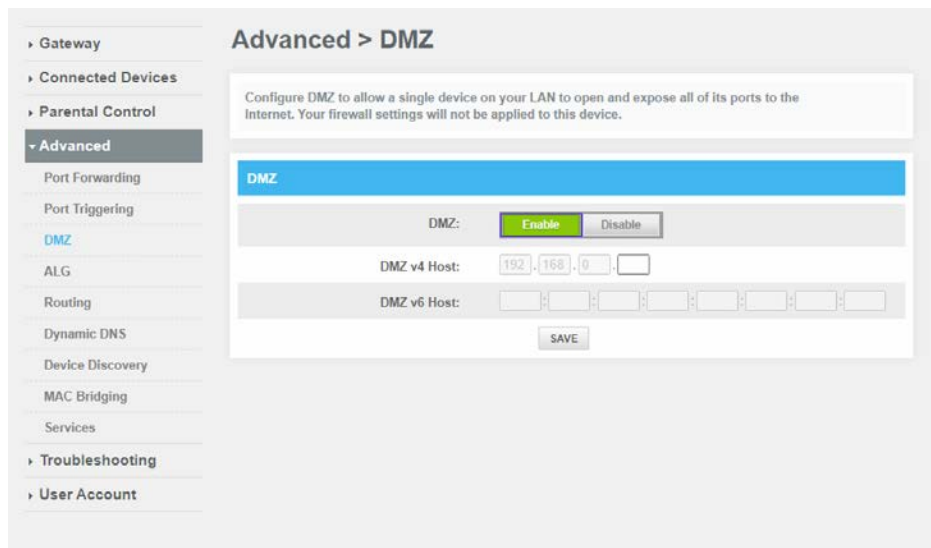 Gateway
Connected Devices
Parental Control
Advanced
Port Forwarding
Port Triggering
DMZ
ALG
Routing
Dynamic DNS
Device Discovery
MAC Bridging
Services
Troubleshooting
User Account
Advanced > DMZ
Configure DMZ to allow a single device on your LAN to open and expose all of its ports to the
Internet. Your firewall settings will not be applied to this device.
DMZ
DMZ: Enable Disable
DMZ v4 Host: 192 . 168 . 0 .
DMZ v6 Host: : : : : : : :
SAVE